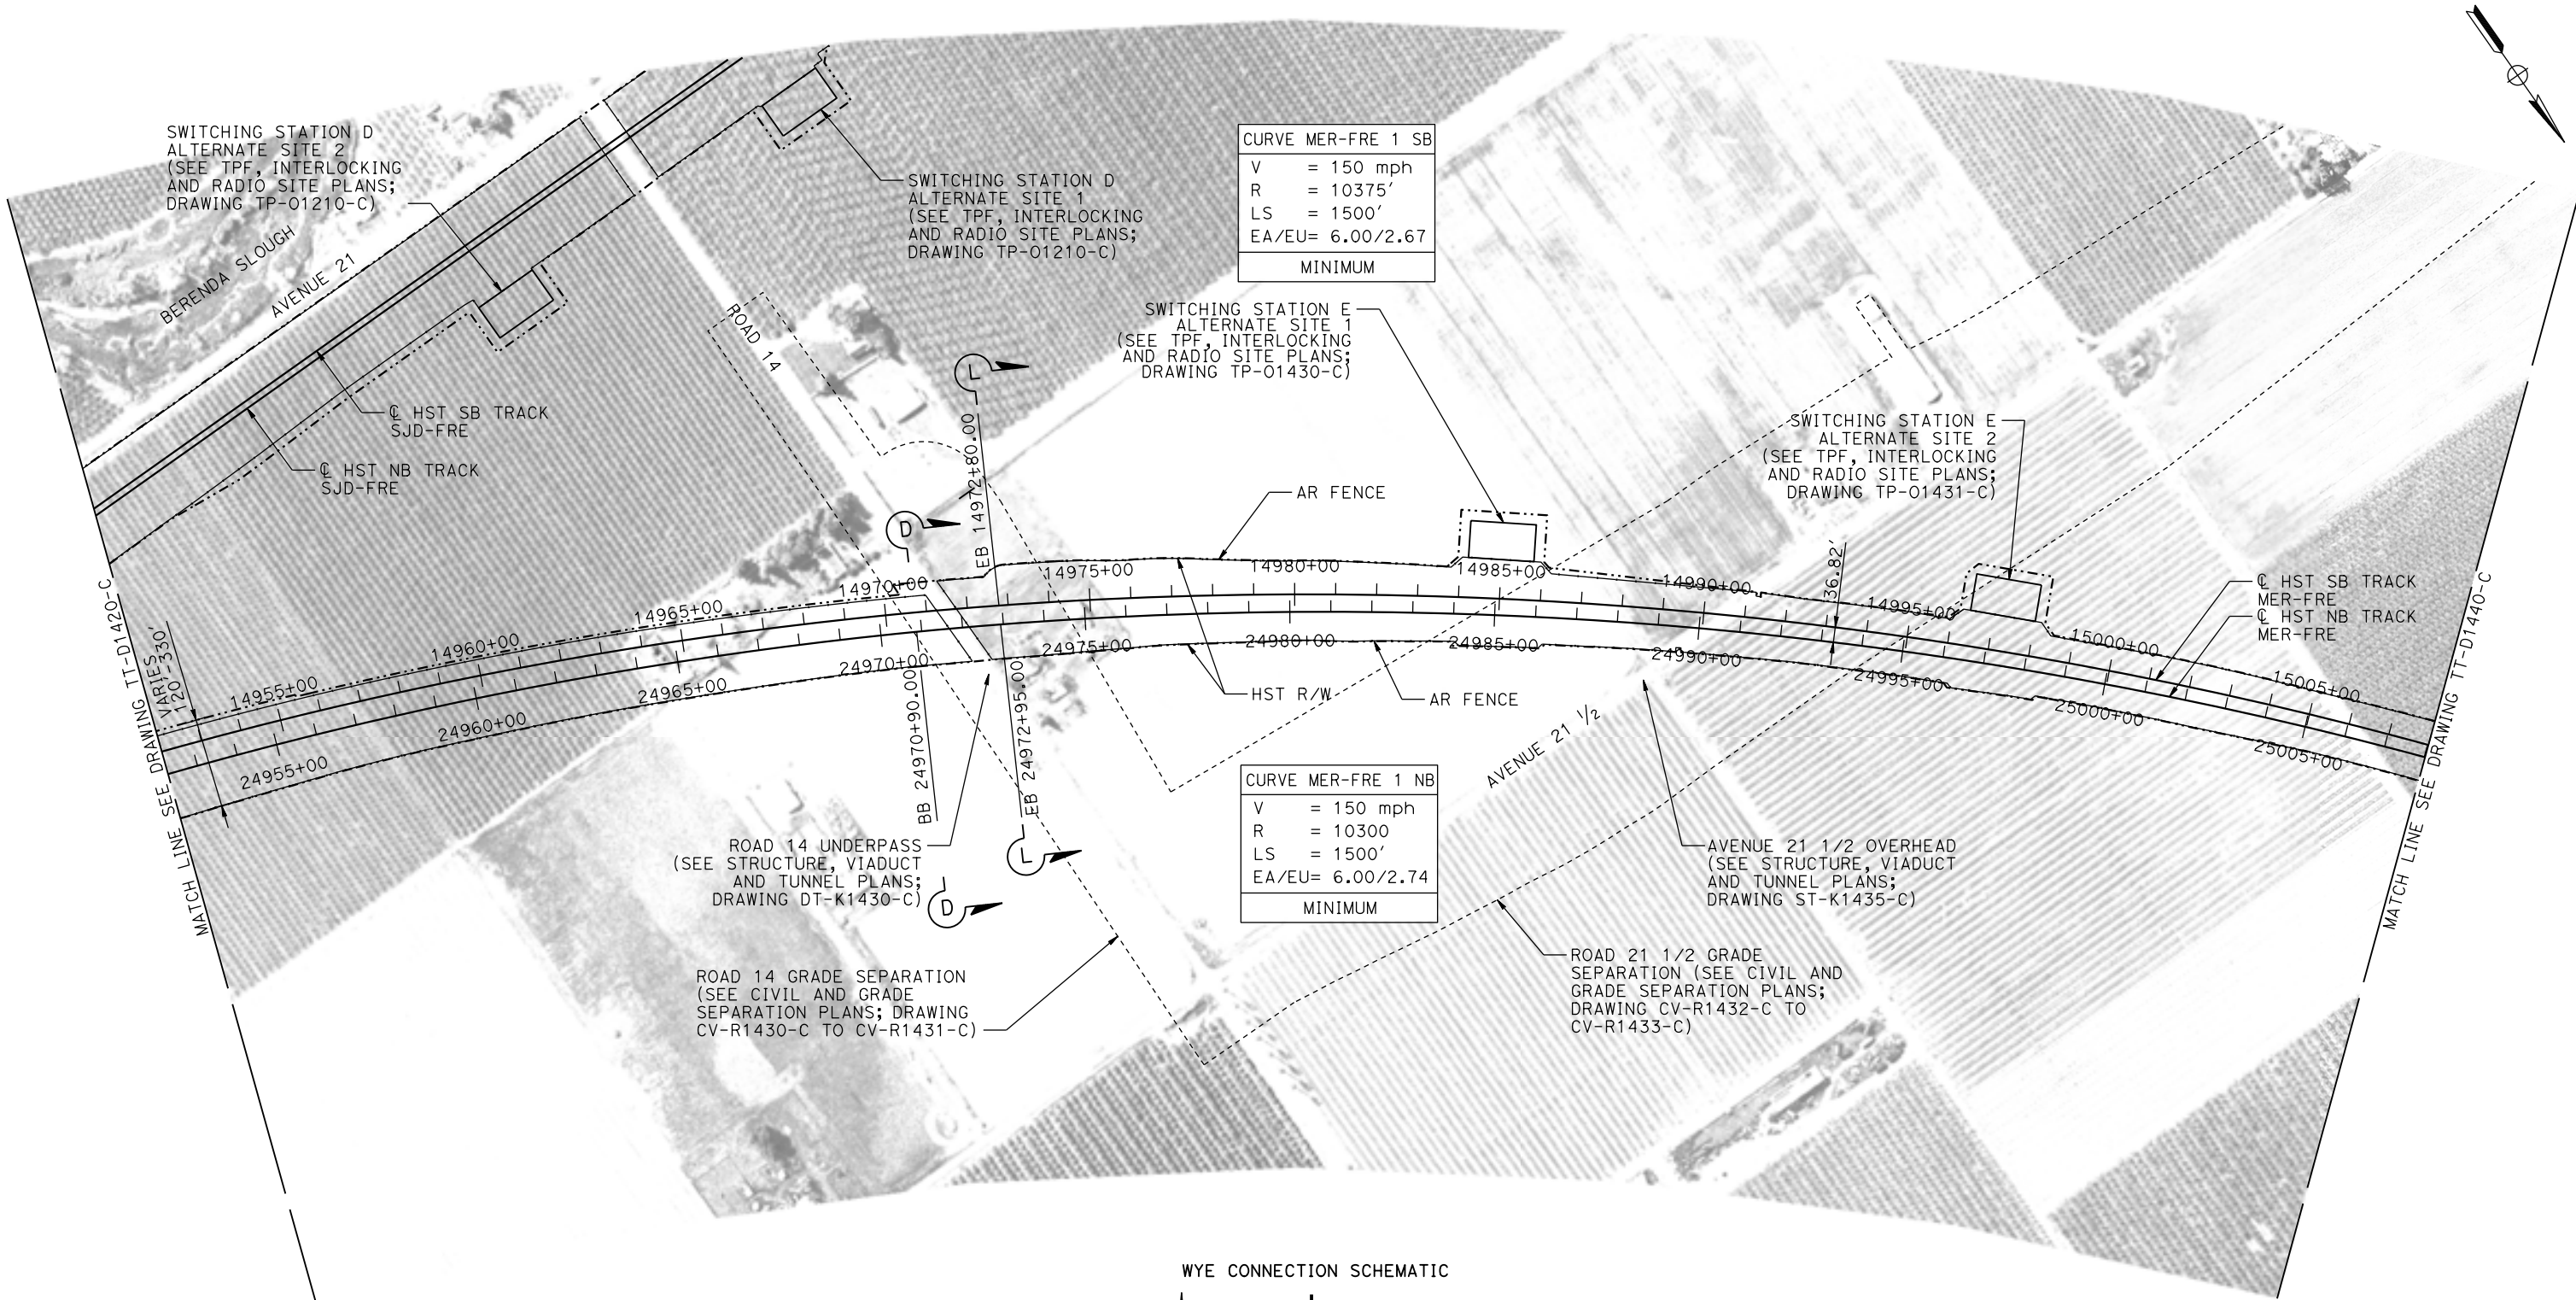 SWITCHING STATION D
ALTERNATE SITE 2
(SEE TPF, INTERLOCKING
AND RADIO SITE PLANS;
DRAWING TP-O1210-C)
BERENDA SLOUGH
AVENUE 21
SWITCHING STATION D
ALTERNATE SITE 1
(SEE TPF, INTERLOCKING
AND RADIO SITE PLANS;
DRAWING TP-O1210-C)
CURVE MER-FRE 1 SB
V = 150 mph
R = 10375'
LS = 1500'
EA/EU= 6.00/2.67
MINIMUM
ROAD 14
SWITCHING STATION E
ALTERNATE SITE 1
(SEE TPF, INTERLOCKING
AND RADIO SITE PLANS;
DRAWING TP-O1430-C)
℄ HST SB TRACK
SJD-FRE
℄ HST NB TRACK
SJD-FRE
SWITCHING STATION E
ALTERNATE SITE 2
(SEE TPF, INTERLOCKING
AND RADIO SITE PLANS;
DRAWING TP-O1431-C)
L
D
EB 14972+80.00
AR FENCE
36.82'
℄ HST SB TRACK
MER-FRE
℄ HST NB TRACK
MER-FRE
MATCH LINE SEE DRAWING TT-D1420-C
VARIES
120'-330'
14955+00
14960+00
14965+00
14970+00
14975+00
14980+00
14985+00
14990+00
14995+00
15000+00
15005+00
24955+00
24960+00
24965+00
24970+00
24975+00
24980+00
24985+00
24990+00
24995+00
25000+00
25005+00
MATCH LINE SEE DRAWING TT-D1440-C
BB 24970+90.00
EB 24972+95.00
HST R/W
AR FENCE
AVENUE 21 1/2
CURVE MER-FRE 1 NB
V = 150 mph
R = 10300
LS = 1500'
EA/EU= 6.00/2.74
MINIMUM
ROAD 14 UNDERPASS
(SEE STRUCTURE, VIADUCT
AND TUNNEL PLANS;
DRAWING DT-K1430-C)
L
D
AVENUE 21 1/2 OVERHEAD
(SEE STRUCTURE, VIADUCT
AND TUNNEL PLANS;
DRAWING ST-K1435-C)
ROAD 14 GRADE SEPARATION
(SEE CIVIL AND GRADE
SEPARATION PLANS; DRAWING
CV-R1430-C TO CV-R1431-C)
ROAD 21 1/2 GRADE
SEPARATION (SEE CIVIL AND
GRADE SEPARATION PLANS;
DRAWING CV-R1432-C TO
CV-R1433-C)
WYE CONNECTION SCHEMATIC